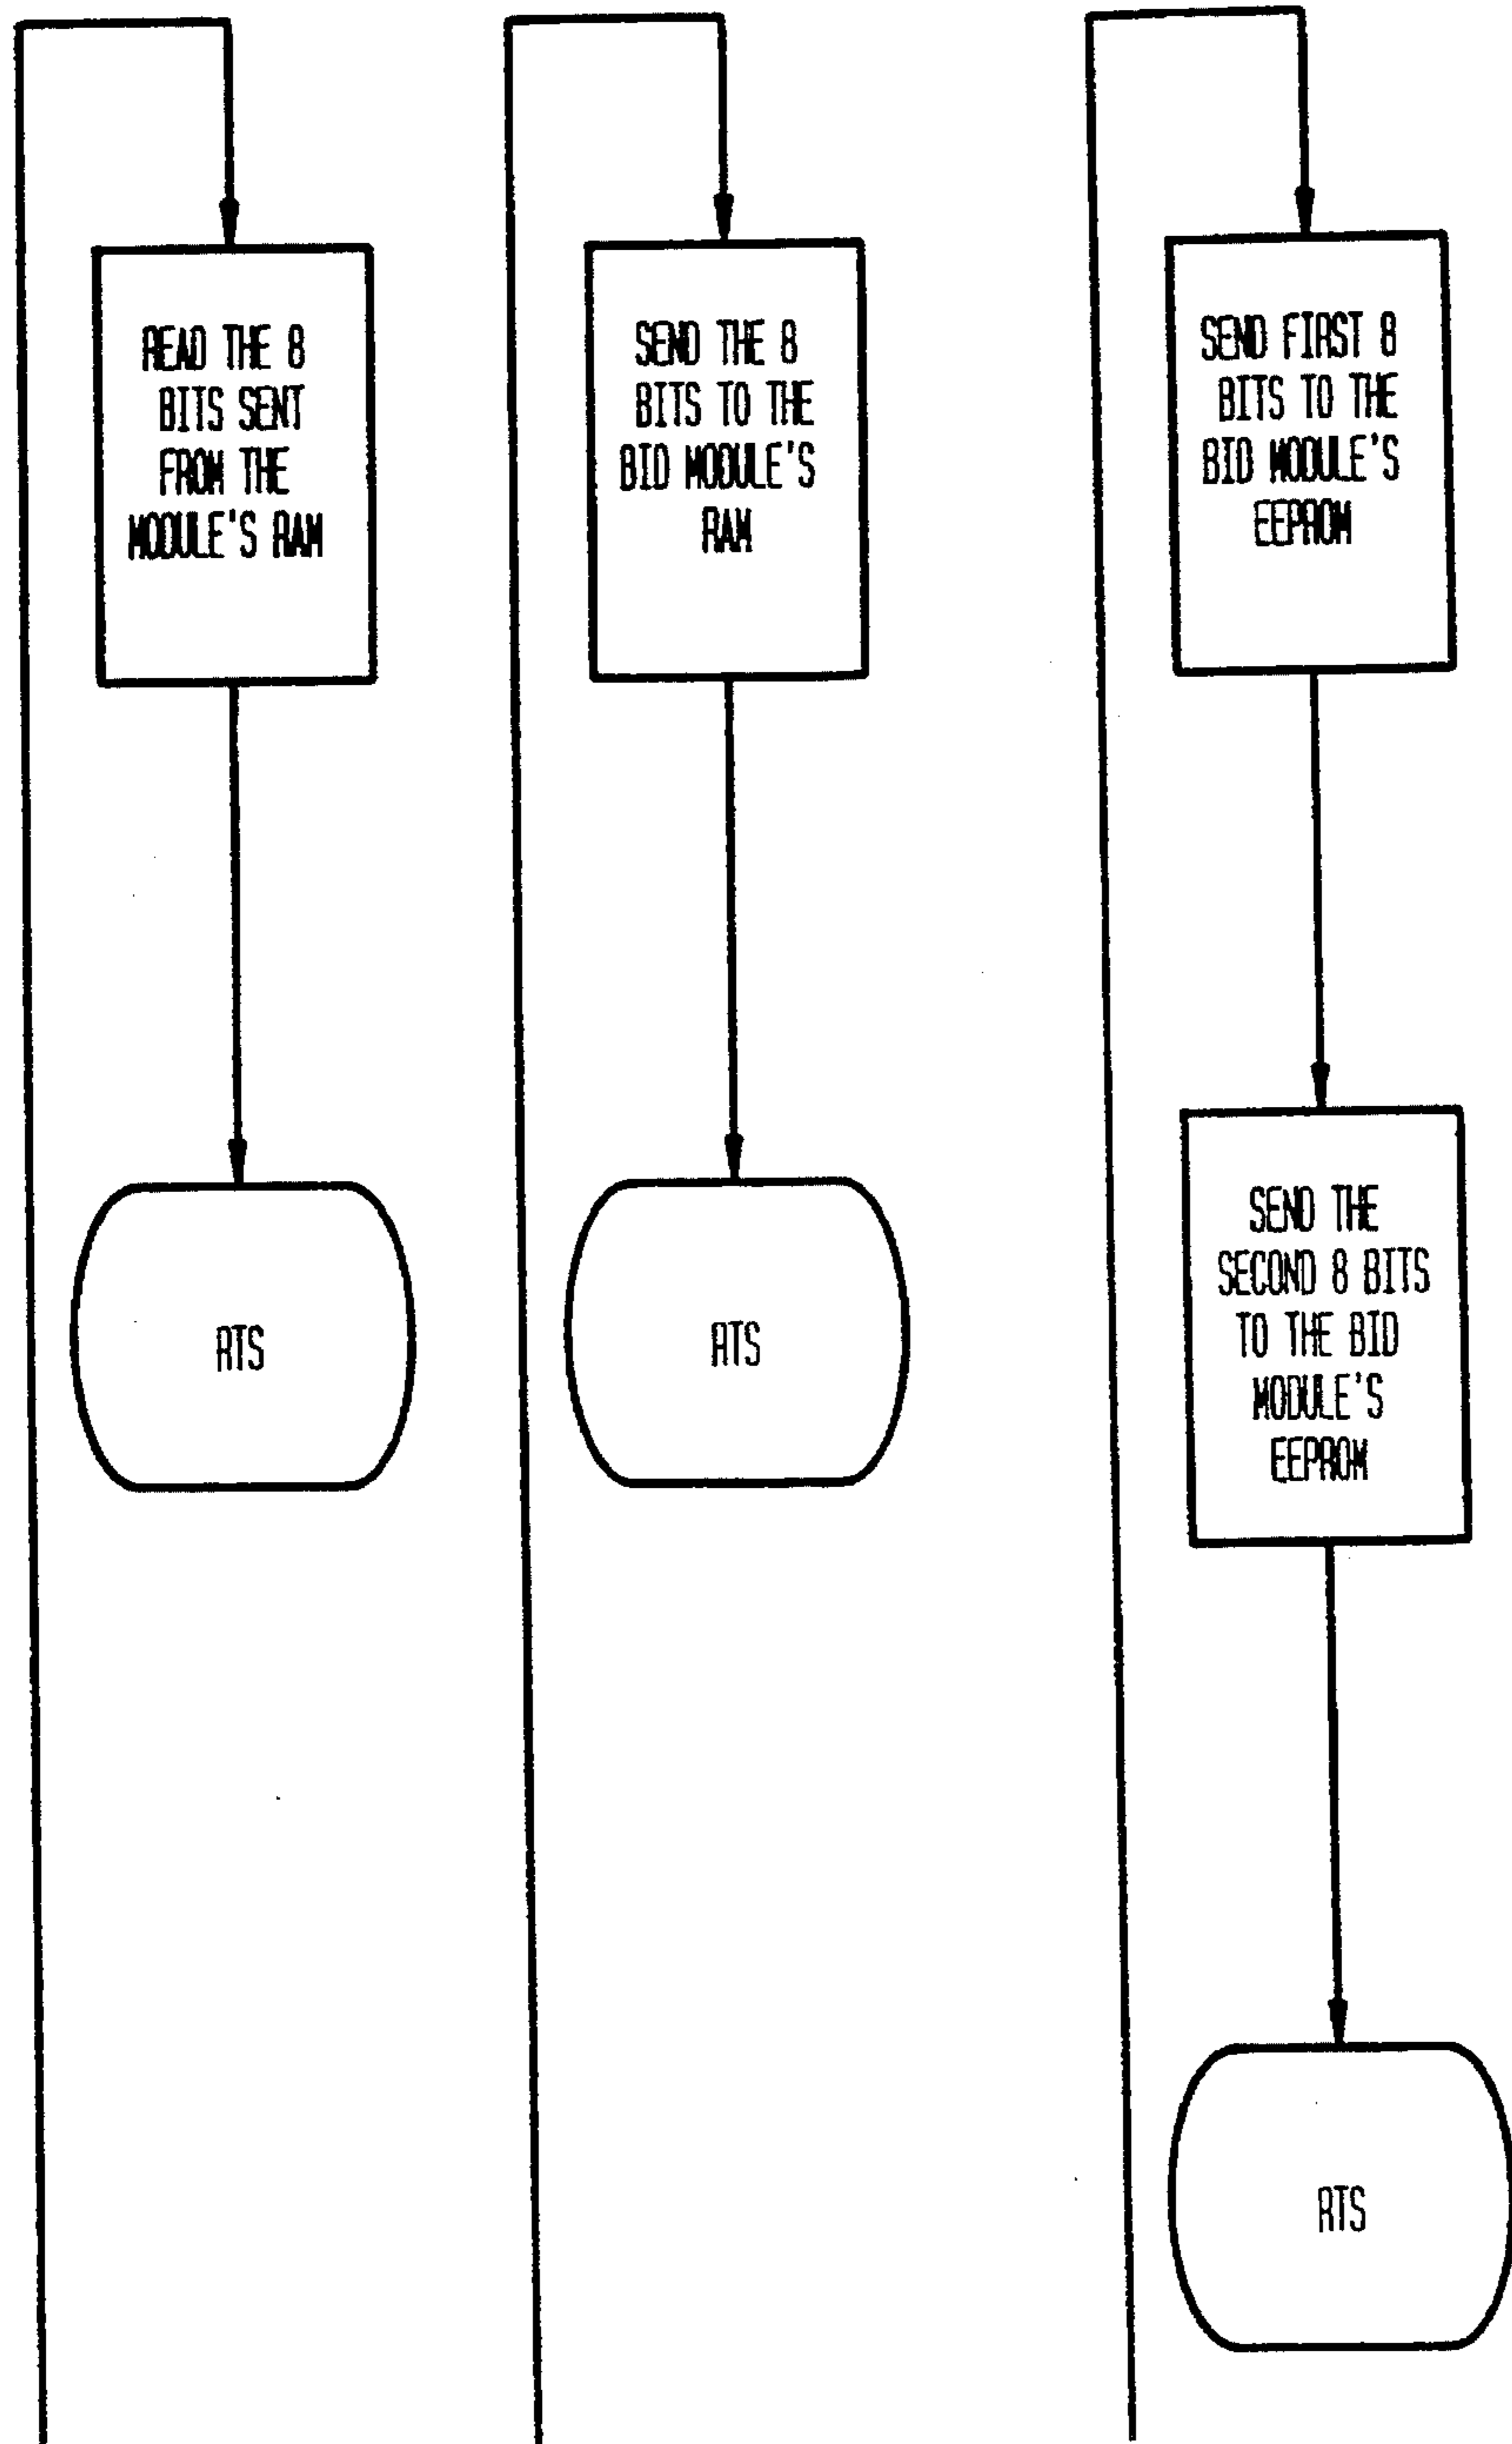 READ THE 8
BITS SENT
FROM THE
MODULE'S RAM
RTS
SEND THE 8
BITS TO THE
BID MODULE'S
RAM
RTS
SEND FIRST 8
BITS TO THE
BID MODULE'S
EEPROM
SEND THE
SECOND 8 BITS
TO THE BID
MODULE'S
EEPROM
RTS